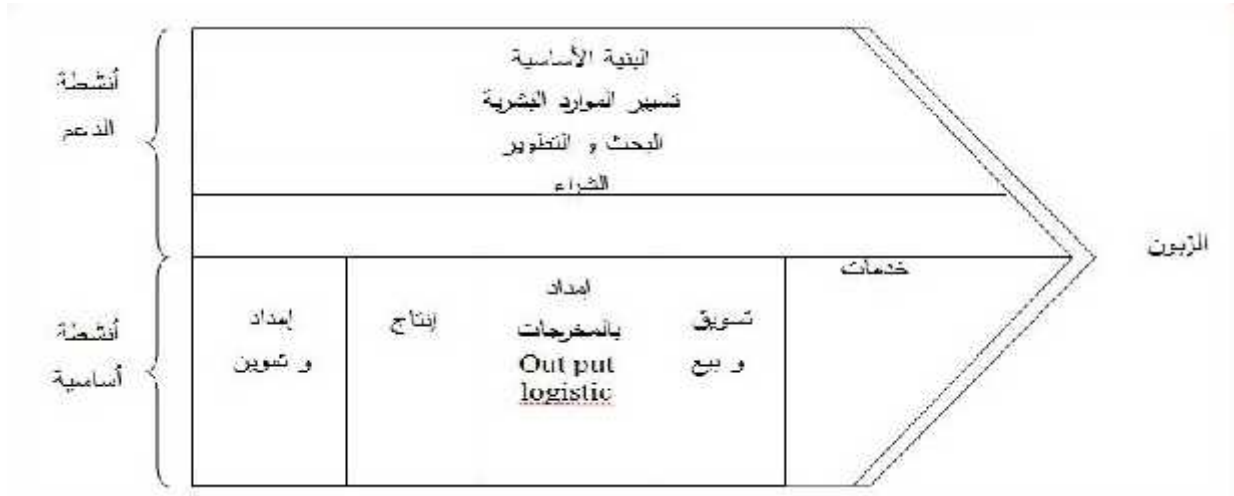 أنشطة
الدعم
البنية الأساسية
تسيير الموارد البشرية
البحث و التطوير
الشراء
الزبون
أنشطة
أساسية
إمداد
و تموين
إنتاج
امداد
بالمخرجات
Out put
logistic
تسويق
و بيع
خدمات